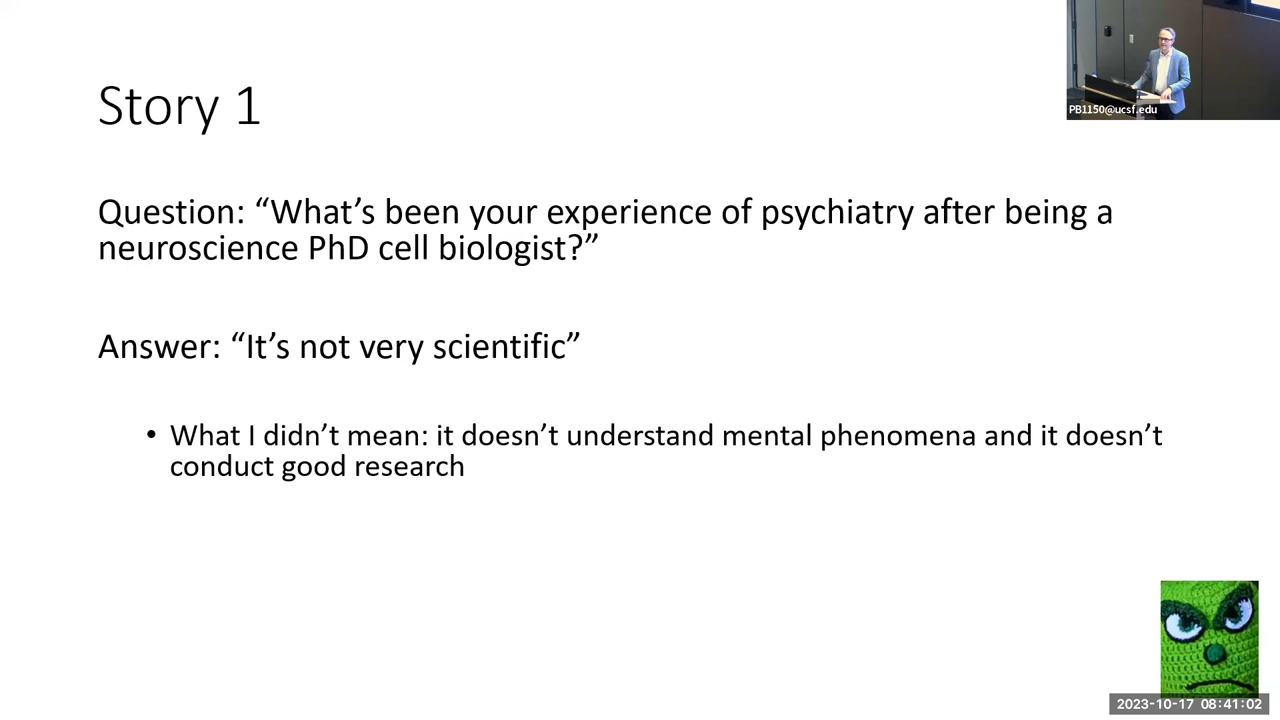 PB1150@ucsf.edu
Story 1
Question: “What’s been your experience of psychiatry after being a
neuroscience PhD cell biologist?”
Answer: “It’s not very scientific”
• What I didn’t mean: it doesn’t understand mental phenomena and it doesn’t
conduct good research
2023-10-17 08:41:02